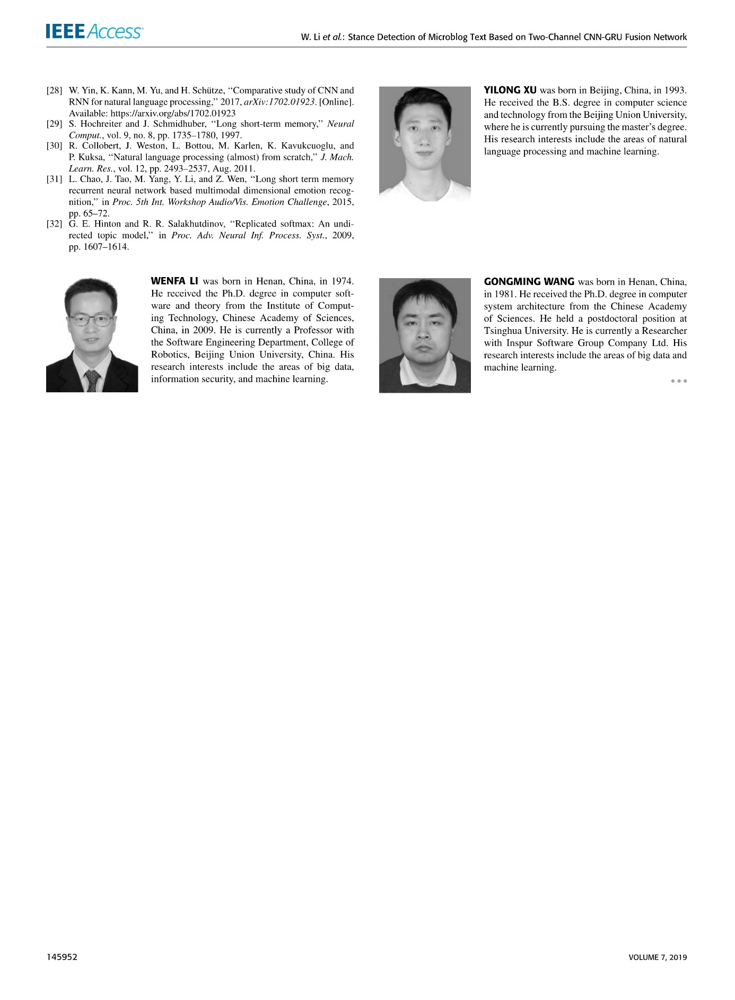 IEEE Access
W. Li et al.: Stance Detection of Microblog Text Based on Two-Channel CNN-GRU Fusion Network
[28] W. Yin, K. Kann, M. Yu, and H. Schütze, ‘‘Comparative study of CNN and
RNN for natural language processing,’’ 2017, arXiv:1702.01923. [Online].
Available: https://arxiv.org/abs/1702.01923
[29] S. Hochreiter and J. Schmidhuber, ‘‘Long short-term memory,’’ Neural
Comput., vol. 9, no. 8, pp. 1735–1780, 1997.
[30] R. Collobert, J. Weston, L. Bottou, M. Karlen, K. Kavukcuoglu, and
P. Kuksa, ‘‘Natural language processing (almost) from scratch,’’ J. Mach.
Learn. Res., vol. 12, pp. 2493–2537, Aug. 2011.
[31] L. Chao, J. Tao, M. Yang, Y. Li, and Z. Wen, ‘‘Long short term memory
recurrent neural network based multimodal dimensional emotion recog-
nition,’’ in Proc. 5th Int. Workshop Audio/Vis. Emotion Challenge, 2015,
pp. 65–72.
[32] G. E. Hinton and R. R. Salakhutdinov, ‘‘Replicated softmax: An undi-
rected topic model,’’ in Proc. Adv. Neural Inf. Process. Syst., 2009,
pp. 1607–1614.
WENFA LI was born in Henan, China, in 1974.
He received the Ph.D. degree in computer soft-
ware and theory from the Institute of Comput-
ing Technology, Chinese Academy of Sciences,
China, in 2009. He is currently a Professor with
the Software Engineering Department, College of
Robotics, Beijing Union University, China. His
research interests include the areas of big data,
information security, and machine learning.
YILONG XU was born in Beijing, China, in 1993.
He received the B.S. degree in computer science
and technology from the Beijing Union University,
where he is currently pursuing the master’s degree.
His research interests include the areas of natural
language processing and machine learning.
GONGMING WANG was born in Henan, China,
in 1981. He received the Ph.D. degree in computer
system architecture from the Chinese Academy
of Sciences. He held a postdoctoral position at
Tsinghua University. He is currently a Researcher
with Inspur Software Group Company Ltd. His
research interests include the areas of big data and
machine learning.
145952
VOLUME 7, 2019